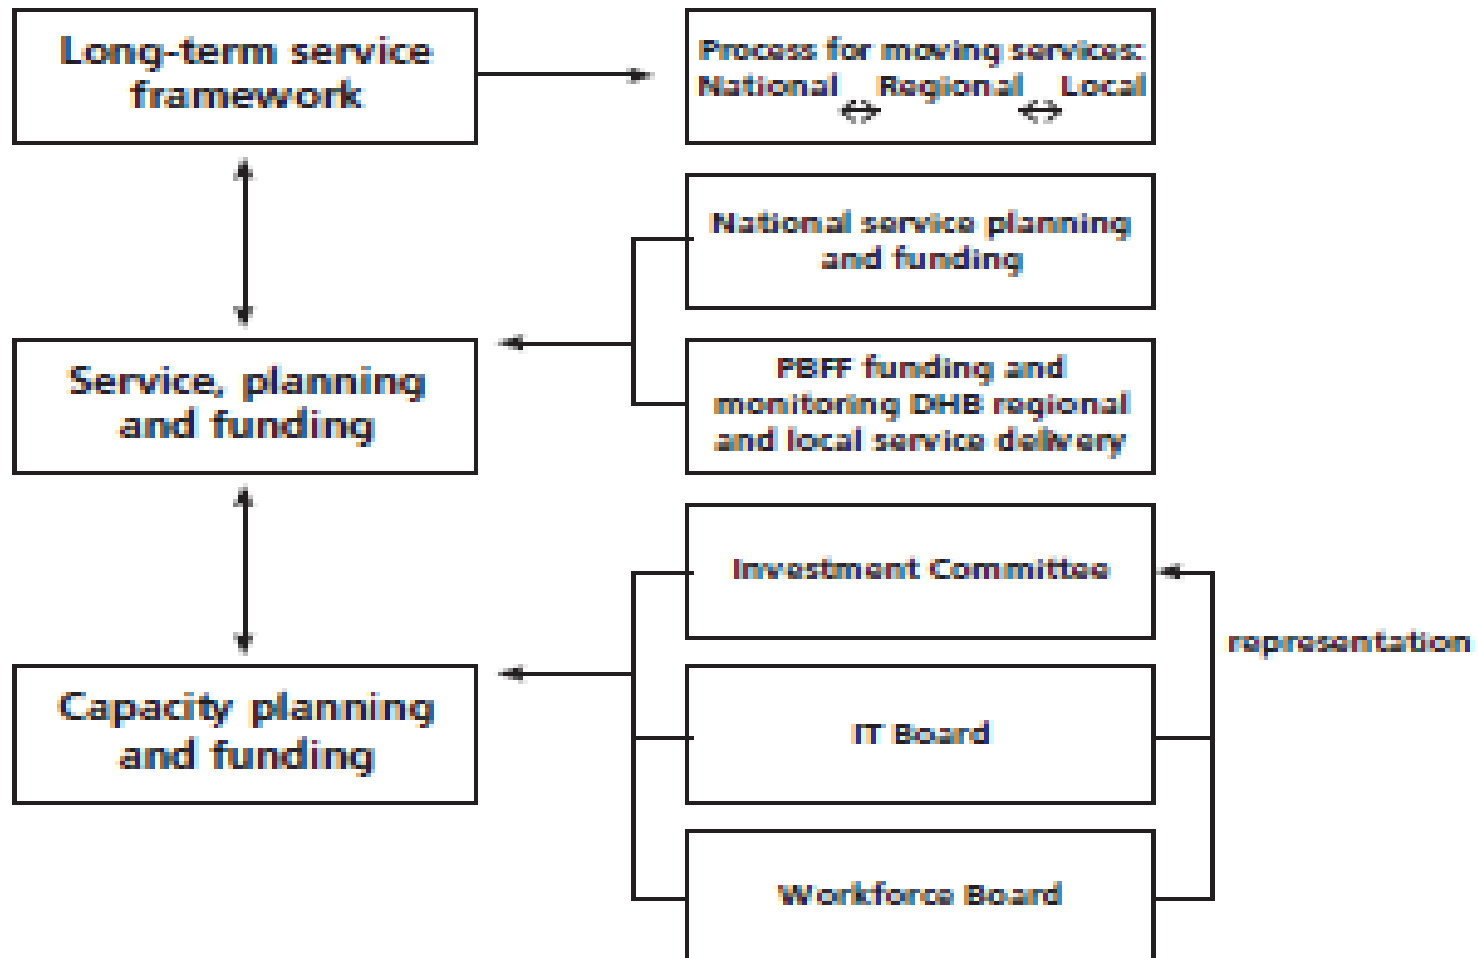 Long-term service
framework
Process for moving services:
National Regional Local
National service planning
and funding
Service, planning
and funding
PBFF funding and
monitoring DHB regional
and local service delivery
Investment Committee
representation
Capacity planning
and funding
IT Board
Workforce Board